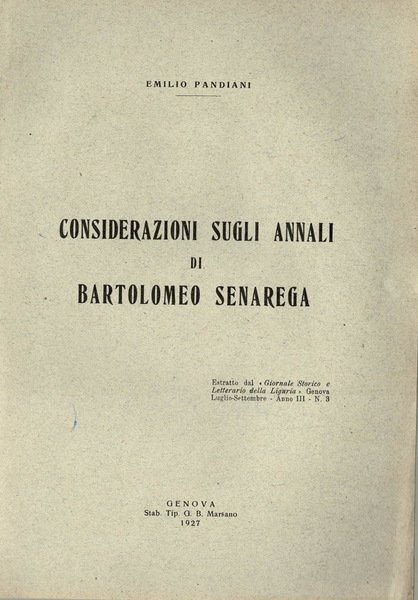 EMILIO PANDIANI
CONSIDERAZIONI SUGLI ANNALI
DI
BARTOLOMEO SENAREGA
Estratto dal « Giornale Storico e
Letterario della Liguria » Genova
Luglio-Settembre - Anno III - N. 3
GENOVA
Stab. Tip. G. B. Marsano
1927